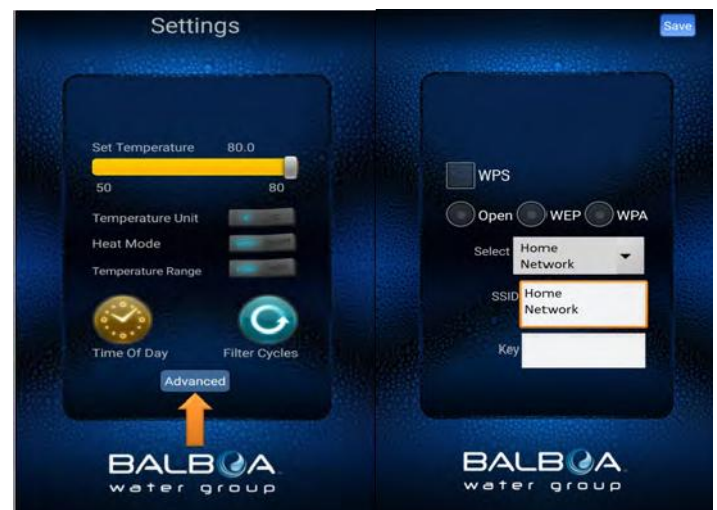 Settings
Set Temperature 80.0
50 80
Temperature Unit
Heat Mode
Temperature Range
Time Of Day Filter Cycles
Advanced
BALBOA
water group
Save
WPS
Open WEP WPA
Select Home
Network
SSID Home
Network
Key
BALBOA
water group